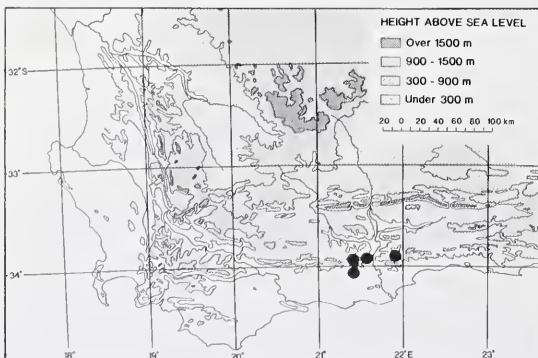 HEIGHT ABOVE SEA LEVEL
Over 1500 m
900 - 1500 m
300 - 900 m
Under 300 m
20 0 20 40 60 80 100 km
32°S
33°
34°
18° 19° 20° 21° 22° 23°